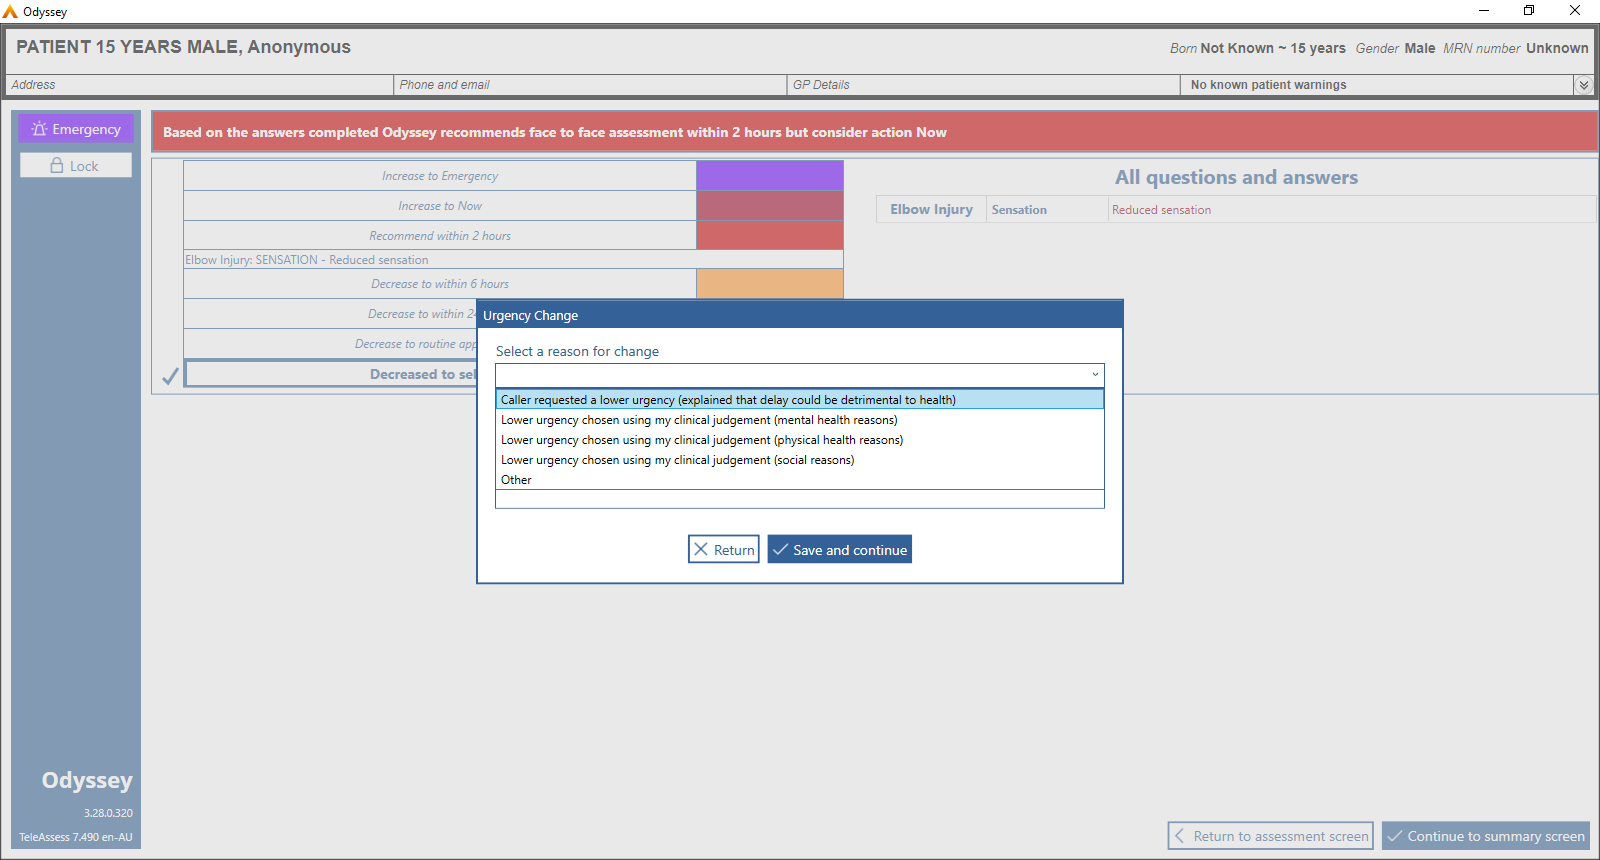 Odyssey
PATIENT 15 YEARS MALE, Anonymous
Born Not Known ~ 15 years Gender Male MRN number Unknown
Address
Phone and email
GP Details
No known patient warnings
Emergency
Lock
Based on the answers completed Odyssey recommends face to face assessment within 2 hours but consider action Now
Increase to Emergency
Increase to Now
Recommend within 2 hours
Elbow Injury: SENSATION - Reduced sensation
Decrease to within 6 hours
Decrease to within
Decrease to routine
Decreased to
All questions and answers
Elbow Injury Sensation Reduced sensation
Urgency Change
Select a reason for change
Caller requested a lower urgency (explained that delay could be detrimental to health)
Lower urgency chosen using my clinical judgement (mental health reasons)
Lower urgency chosen using my clinical judgement (physical health reasons)
Lower urgency chosen using my clinical judgement (social reasons)
Other
Return
Save and continue
Odyssey
3.28.0.320
TeleAssess 7.490 en-AU
Return to assessment screen
Continue to summary screen